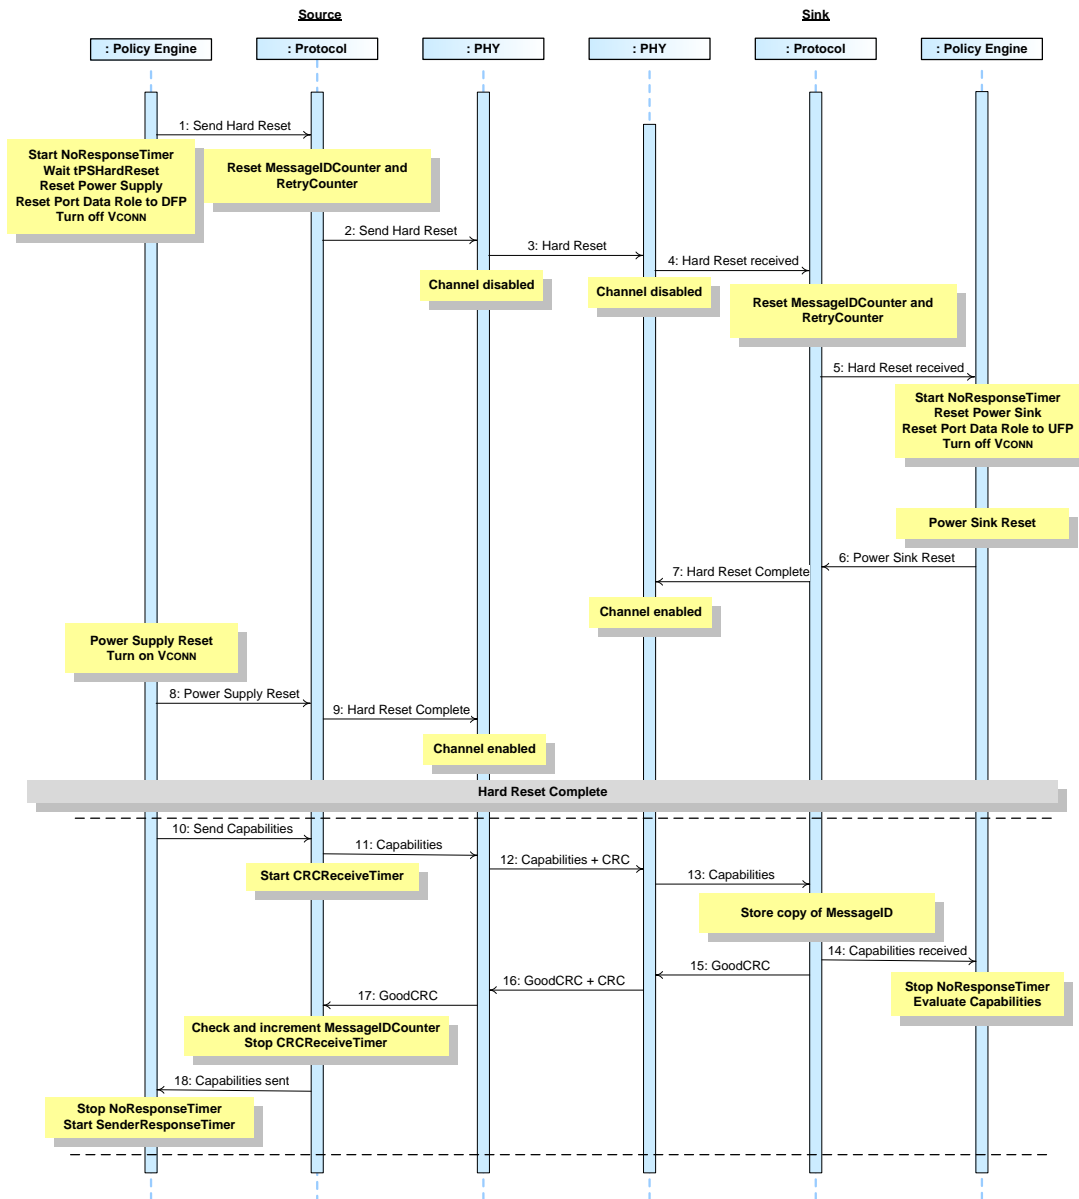 Source
Sink
: Policy Engine
: Protocol
: PHY
: PHY
: Protocol
: Policy Engine
1: Send Hard Reset
Start NoResponseTimer
Wait tPSHardReset
Reset Power Supply
Reset Port Data Role to DFP
Turn off VCONN
Reset MessageIDCounter and
RetryCounter
2: Send Hard Reset
3: Hard Reset
4: Hard Reset received
Channel disabled
Channel disabled
Reset MessageIDCounter and
RetryCounter
5: Hard Reset received
Start NoResponseTimer
Reset Power Sink
Reset Port Data Role to UFP
Turn off VCONN
Power Sink Reset
6: Power Sink Reset
7: Hard Reset Complete
Channel enabled
Power Supply Reset
Turn on VCONN
8: Power Supply Reset
9: Hard Reset Complete
Channel enabled
Hard Reset Complete
10: Send Capabilities
11: Capabilities
12: Capabilities + CRC
Start CRCReceiveTimer
13: Capabilities
Store copy of MessageID
14: Capabilities received
15: GoodCRC
16: GoodCRC + CRC
Stop NoResponseTimer
Evaluate Capabilities
17: GoodCRC
Check and increment MessageIDCounter
Stop CRCReceiveTimer
18: Capabilities sent
Stop NoResponseTimer
Start SenderResponseTimer